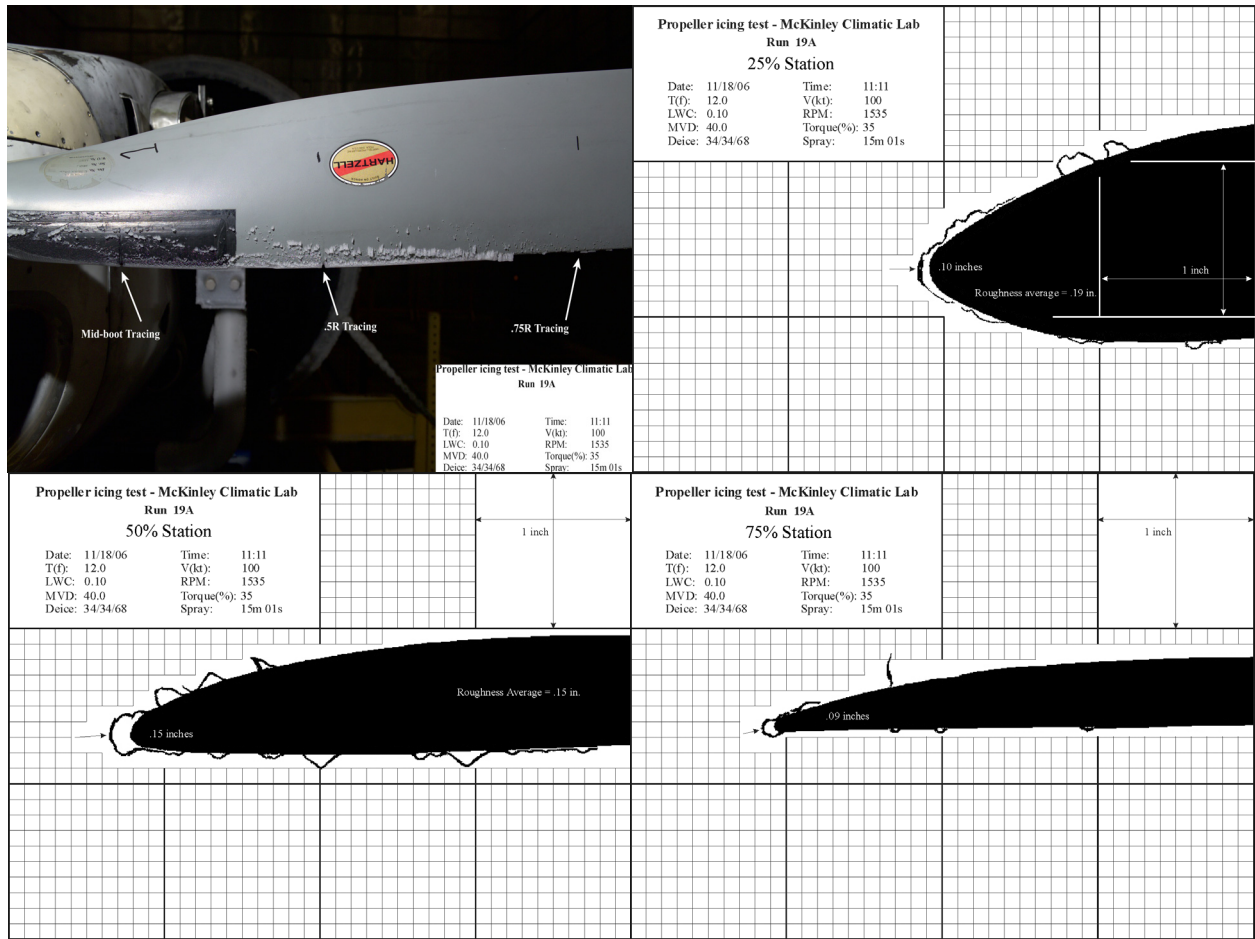 HARTZELL
Mid-boot Tracing
.5R Tracing
.75R Tracing
Propeller icing test - McKinley Climatic Lab
Run 19A
Date: 11/18/06 Time: 11:11
T(f): 12.0 V(kt): 100
LWC: 0.10 RPM: 1535
MVD: 40.0 Torque(%): 35
Deice: 34/34/68 Spray: 15m 01s
Propeller icing test - McKinley Climatic Lab
Run 19A
25% Station
Date: 11/18/06 Time: 11:11
T(f): 12.0 V(kt): 100
LWC: 0.10 RPM: 1535
MVD: 40.0 Torque(%): 35
Deice: 34/34/68 Spray: 15m 01s
.10 inches
1 inch
Roughness average = .19 in.
Propeller icing test - McKinley Climatic Lab
Run 19A
50% Station
Date: 11/18/06 Time: 11:11
T(f): 12.0 V(kt): 100
LWC: 0.10 RPM: 1535
MVD: 40.0 Torque(%): 35
Deice: 34/34/68 Spray: 15m 01s
1 inch
Roughness Average = .15 in.
.15 inches
Propeller icing test - McKinley Climatic Lab
Run 19A
75% Station
Date: 11/18/06 Time: 11:11
T(f): 12.0 V(kt): 100
LWC: 0.10 RPM: 1535
MVD: 40.0 Torque(%): 35
Deice: 34/34/68 Spray: 15m 01s
1 inch
.09 inches